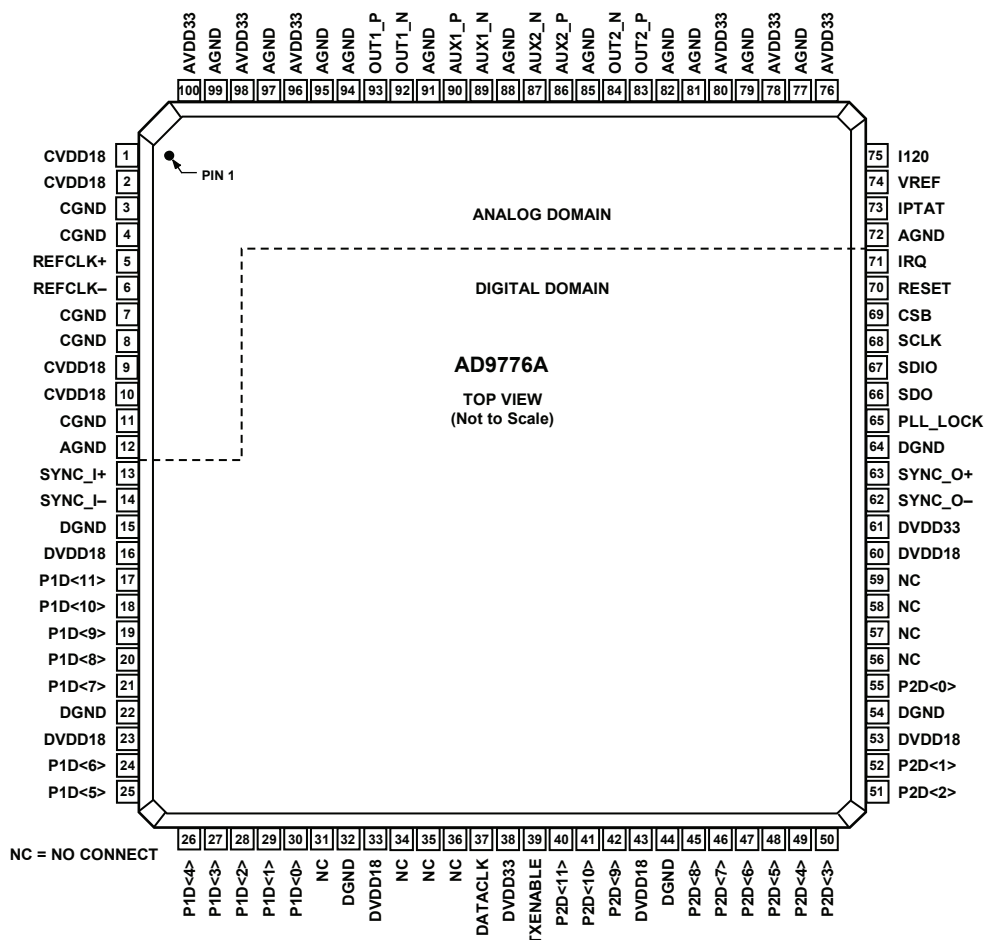 AVDD33 AGND AVDD33 AGND AVDD33 AGND AGND OUT1_P OUT1_N AGND AUX1_P AUX1_N AGND AUX2_N AUX2_P AGND OUT2_N OUT2_P AGND AGND AVDD33 AGND AVDD33 AGND AVDD33
100 99 98 97 96 95 94 93 92 91 90 89 88 87 86 85 84 83 82 81 80 79 78 77 76
CVDD18 1
CVDD18 2
CGND 3
CGND 4
REFCLK+ 5
REFCLK– 6
CGND 7
CGND 8
CVDD18 9
CVDD18 10
CGND 11
AGND 12
SYNC_I+ 13
SYNC_I– 14
DGND 15
DVDD18 16
P1D<11> 17
P1D<10> 18
P1D<9> 19
P1D<8> 20
P1D<7> 21
DGND 22
DVDD18 23
P1D<6> 24
P1D<5> 25
PIN 1
ANALOG DOMAIN
DIGITAL DOMAIN
AD9776A
TOP VIEW
(Not to Scale)
75 I120
74 VREF
73 IPTAT
72 AGND
71 IRQ
70 RESET
69 CSB
68 SCLK
67 SDIO
66 SDO
65 PLL_LOCK
64 DGND
63 SYNC_O+
62 SYNC_O–
61 DVDD33
60 DVDD18
59 NC
58 NC
57 NC
56 NC
55 P2D<0>
54 DGND
53 DVDD18
52 P2D<1>
51 P2D<2>
26 27 28 29 30 31 32 33 34 35 36 37 38 39 40 41 42 43 44 45 46 47 48 49 50
P1D<4> P1D<3> P1D<2> P1D<1> P1D<0> NC DGND DVDD18 NC NC NC DATACLK DVDD33 TXENABLE P2D<11> P2D<10> P2D<9> DVDD18 DGND P2D<8> P2D<7> P2D<6> P2D<5> P2D<4> P2D<3>
NC = NO CONNECT